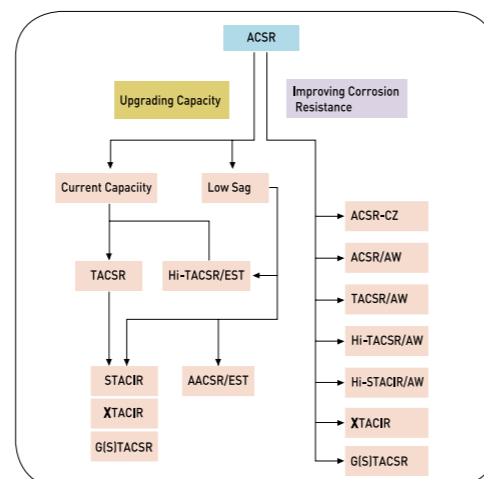 ACSR
Upgrading Capacity
Improving Corrosion
Resistance
Current Capaciity
Low Sag
ACSR-CZ
ACSR/AW
TACSR
Hi-TACSR/EST
TACSR/AW
Hi-TACSR/AW
STACIR
AACSR/EST
Hi-STACIR/AW
XTACIR
XTACIR
G(S)TACSR
G(S)TACSR